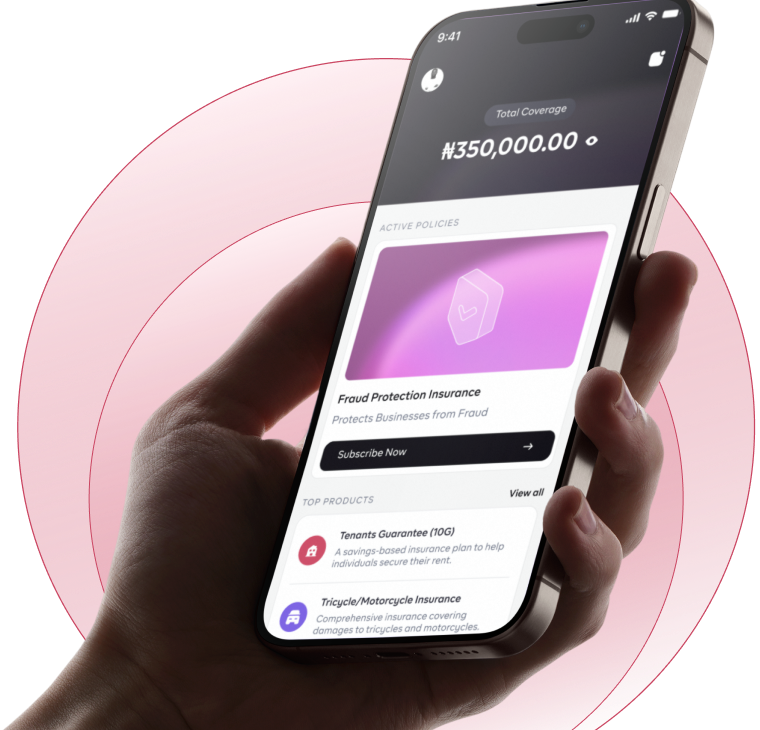 9:41
Total Coverage
₦350,000.00
ACTIVE POLICIES
Fraud Protection Insurance
Protects Businesses from Fraud
Subscribe Now →
TOP PRODUCTS
View all
Tenants Guarantee (10G)
A savings-based insurance plan to help
individuals secure their rent.
Tricycle/Motorcycle Insurance
Comprehensive insurance covering
damages to tricycles and motorcycles.